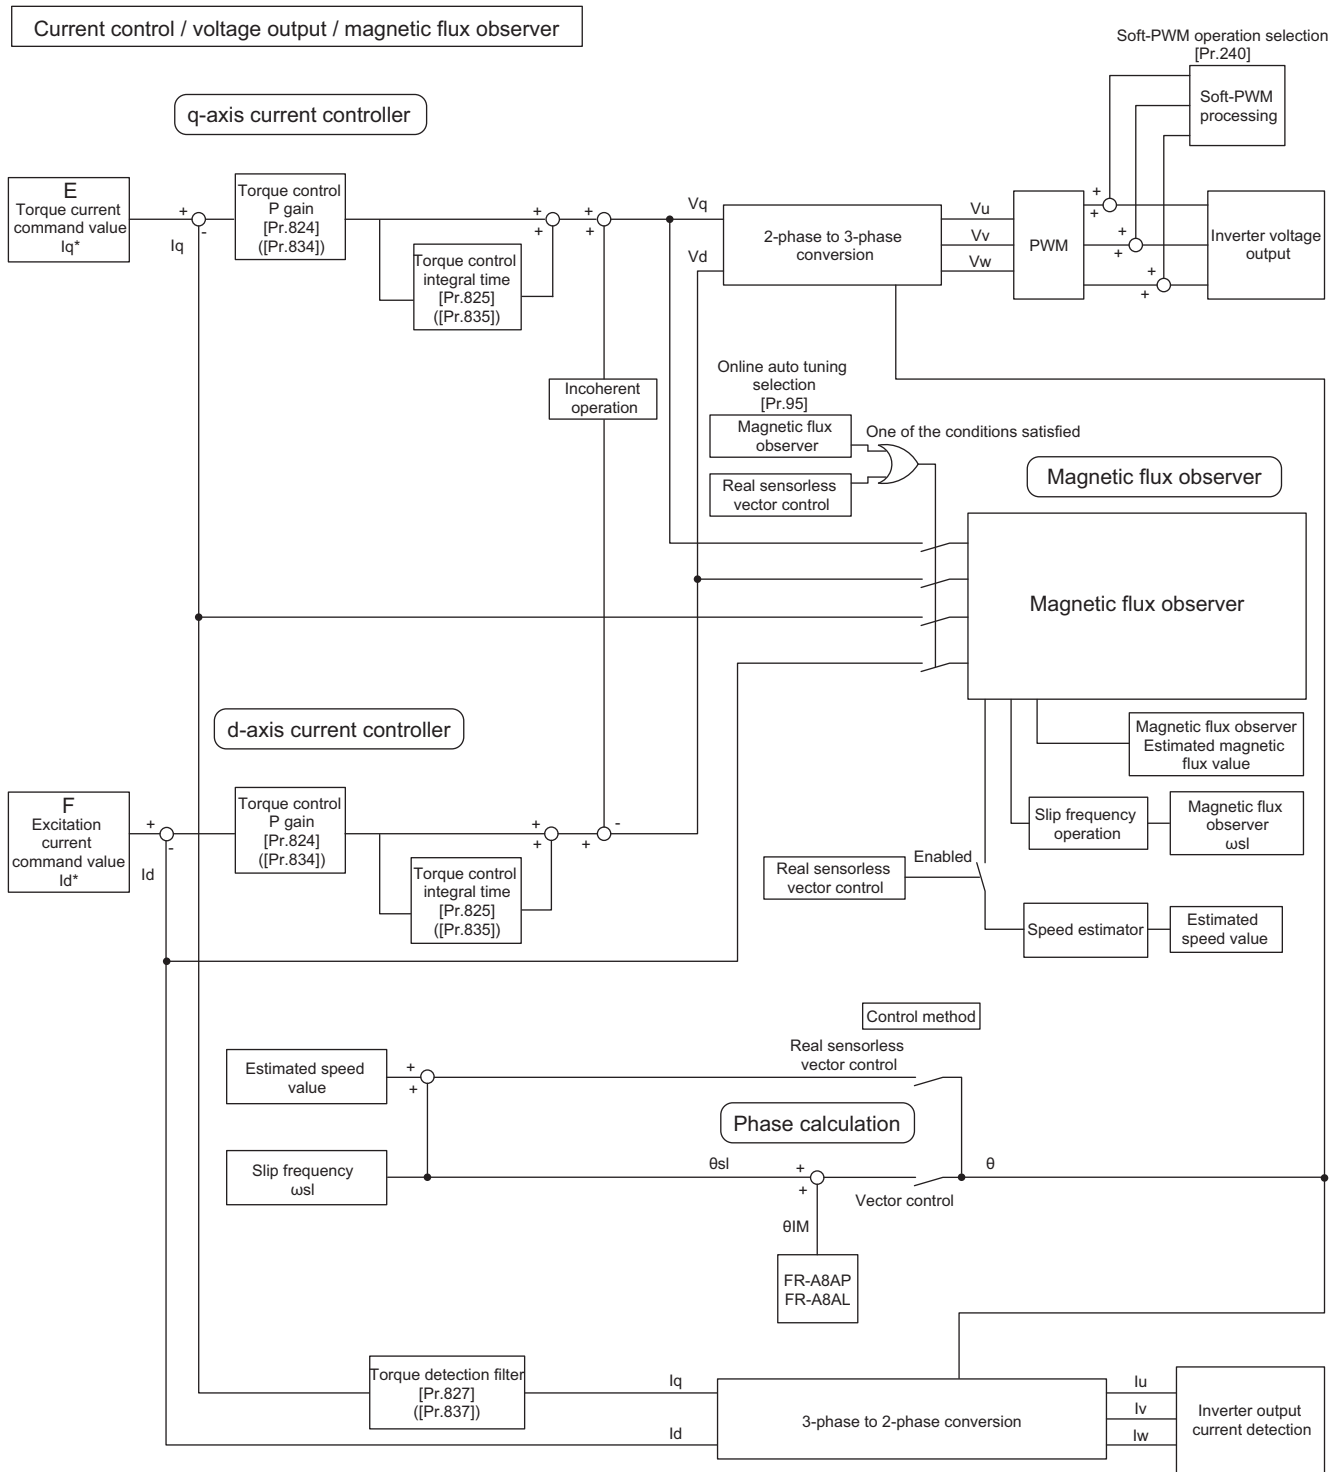 Current control / voltage output / magnetic flux observer
Soft-PWM operation selection
[Pr.240]
Soft-PWM
processing
q-axis current controller
E
Torque current
command value
Iq*
+
-
Iq
Torque control
P gain
[Pr.824]
([Pr.834])
Torque control
integral time
[Pr.825]
([Pr.835])
+
+
+
+
Vq
Vd
2-phase to 3-phase
conversion
Vu
Vv
Vw
PWM
+
+
+
+
+
+
Inverter voltage
output
Incoherent
operation
Online auto tuning
selection
[Pr.95]
Magnetic flux
observer
One of the conditions satisfied
Real sensorless
vector control
Magnetic flux observer
Magnetic flux observer
d-axis current controller
F
Excitation
current
command value
Id*
+
-
Id
Torque control
P gain
[Pr.824]
([Pr.834])
Torque control
integral time
[Pr.825]
([Pr.835])
+
+
+
-
Magnetic flux observer
Estimated magnetic
flux value
Slip frequency
operation
Magnetic flux
observer
ωsl
Real sensorless
vector control
Enabled
Speed estimator
Estimated
speed value
Control method
Real sensorless
vector control
Estimated speed
value
+
+
Phase calculation
Slip frequency
ωsl
θsl
+
+
θIM
Vector control
θ
FR-A8AP
FR-A8AL
Torque detection filter
[Pr.827]
([Pr.837])
Iq
Id
3-phase to 2-phase conversion
Iu
Iv
Iw
Inverter output
current detection